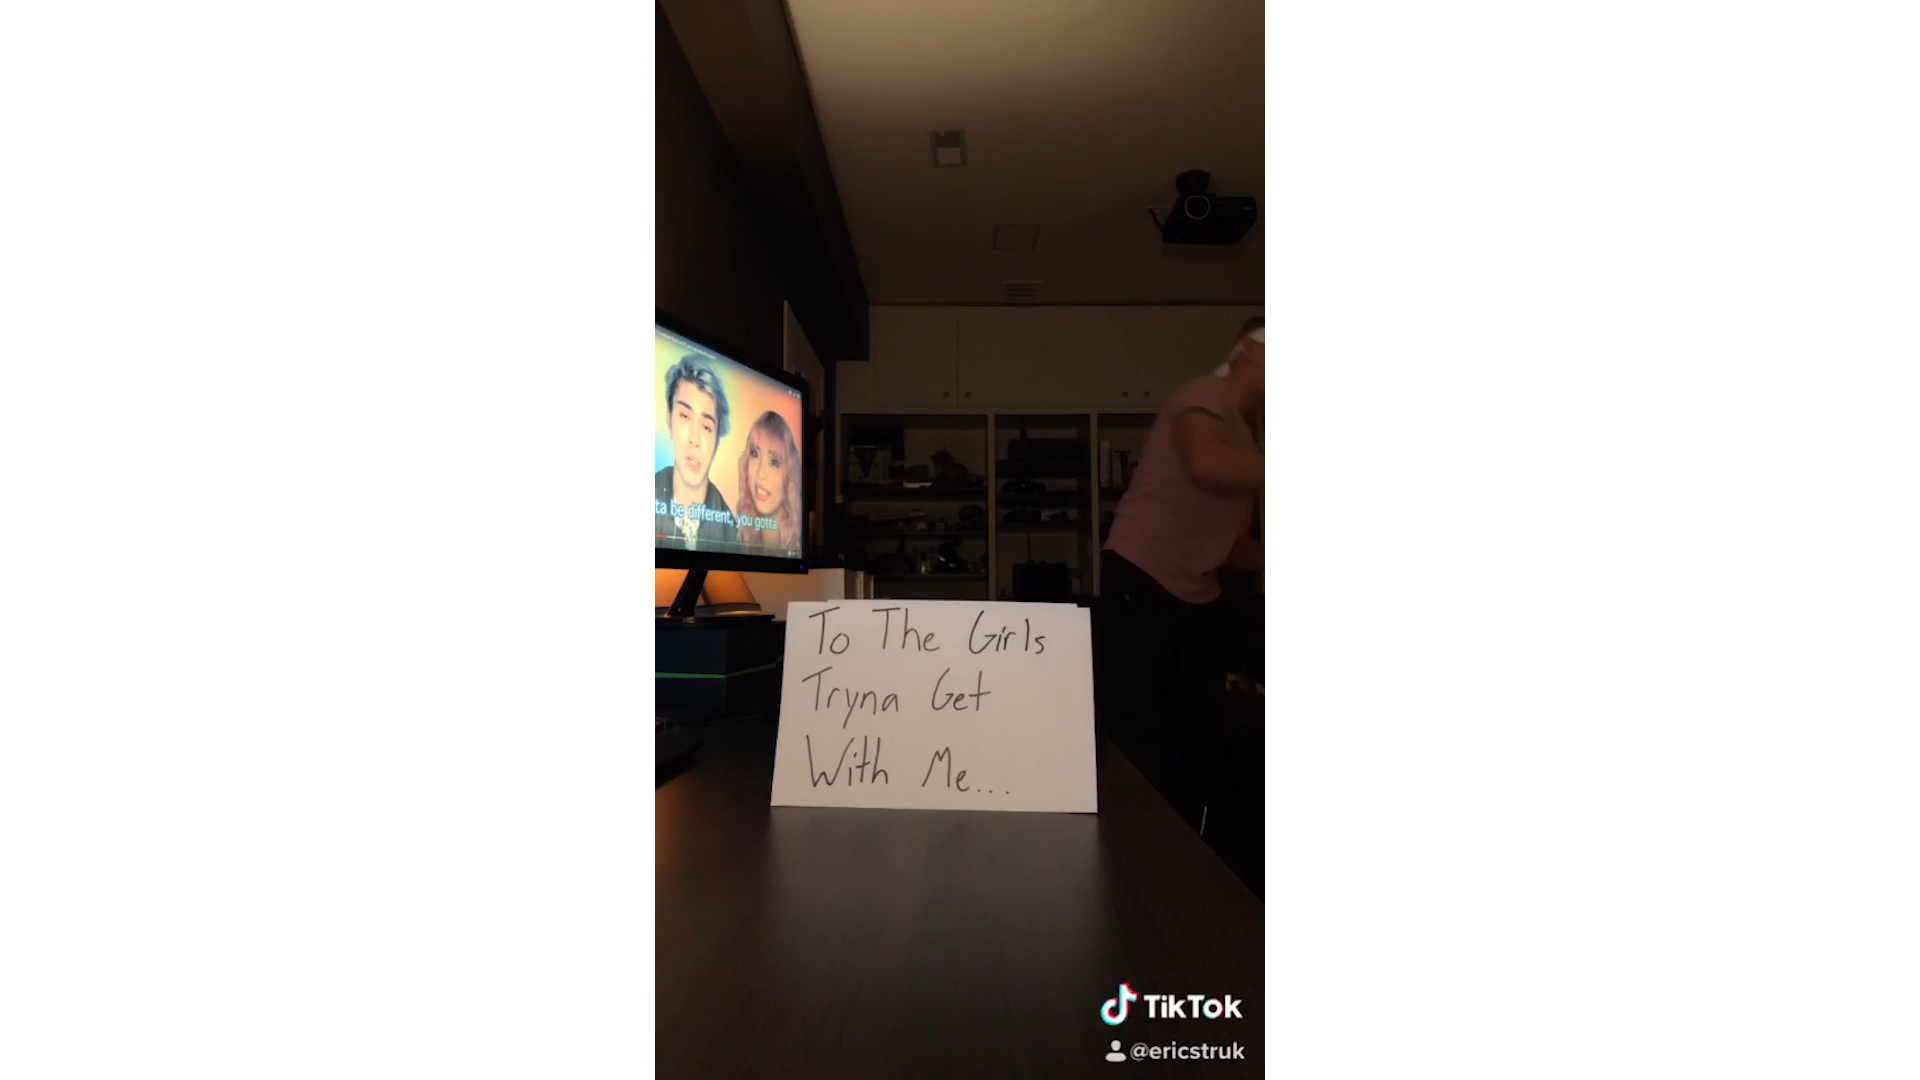 ta be different, you gotta
To The Girls
Tryna Get
With Me...
TikTok
@ericstruk